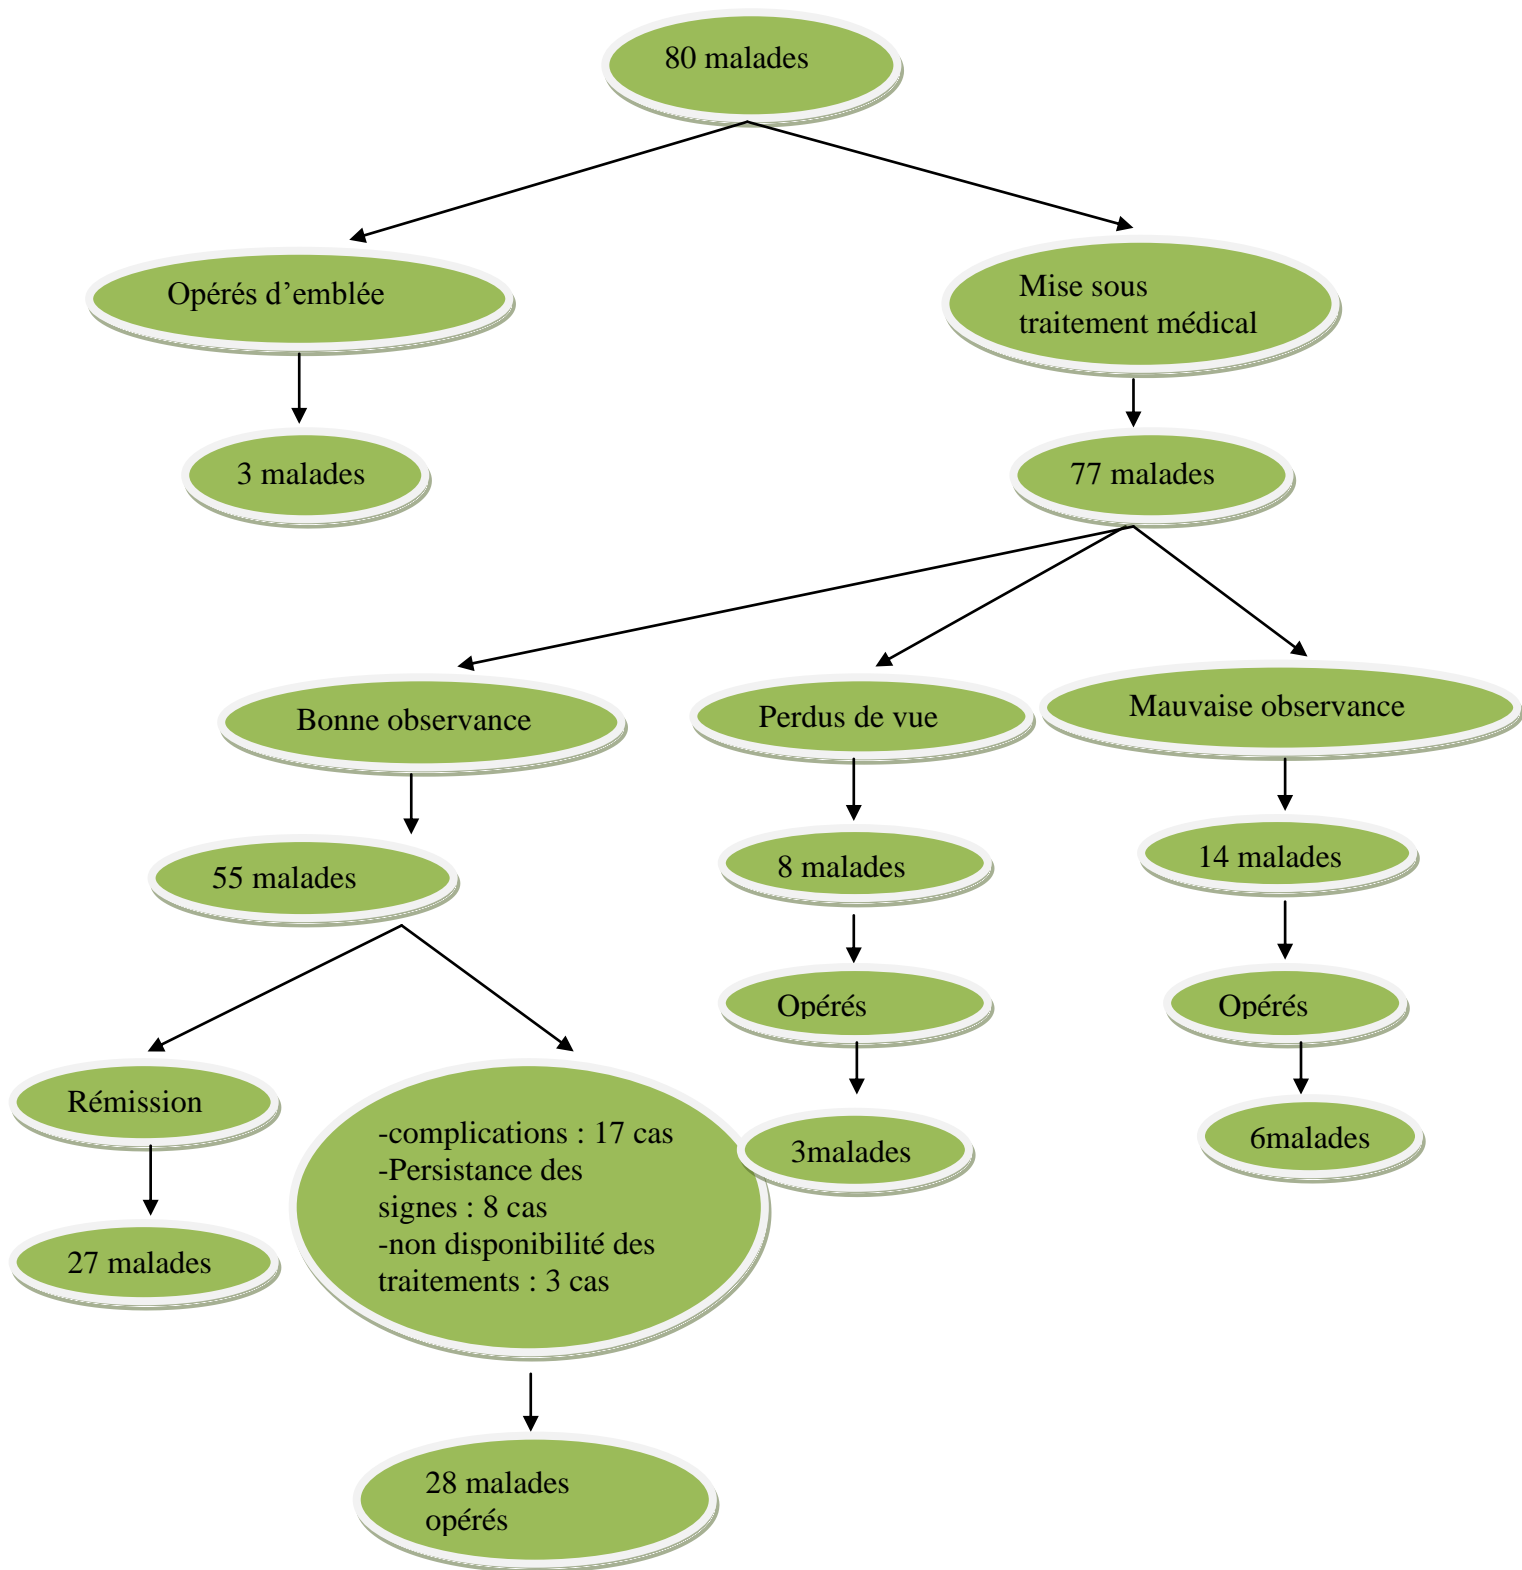 80 malades
Opérés d’emblée
Mise sous
traitement médical
3 malades
77 malades
Bonne observance
Perdus de vue
Mauvaise observance
55 malades
8 malades
14 malades
Opérés
Opérés
Rémission
-complications : 17 cas
-Persistance des
signes : 8 cas
-non disponibilité des
traitements : 3 cas
3malades
6malades
27 malades
28 malades
opérés